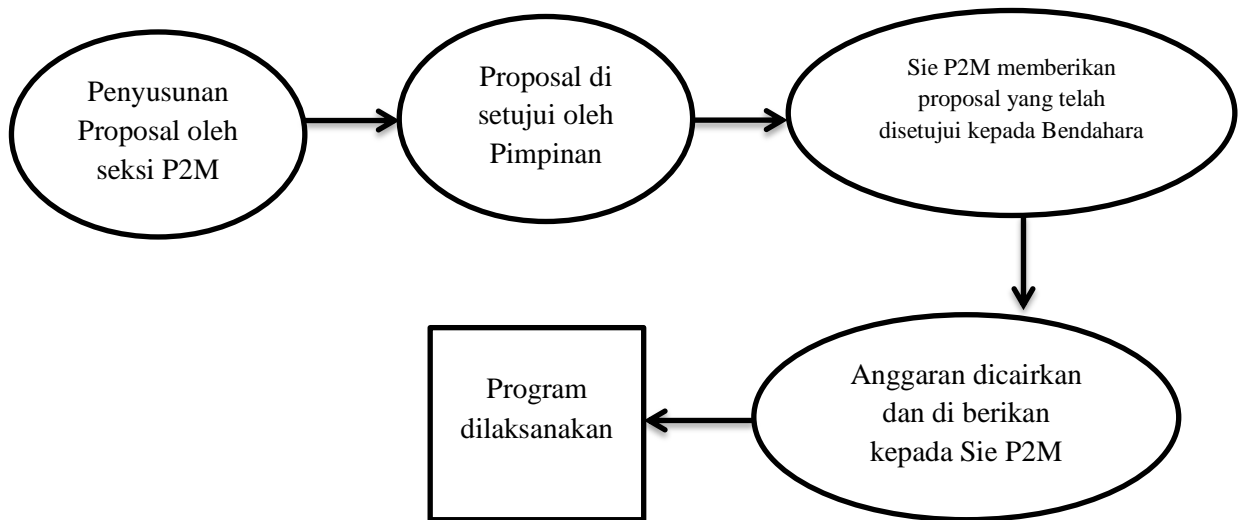 Penyusunan
Proposal oleh
seksi P2M
Proposal di
setujui oleh
Pimpinan
Sie P2M memberikan
proposal yang telah
disetujui kepada Bendahara
Anggaran dicairkan
dan di berikan
kepada Sie P2M
Program
dilaksanakan